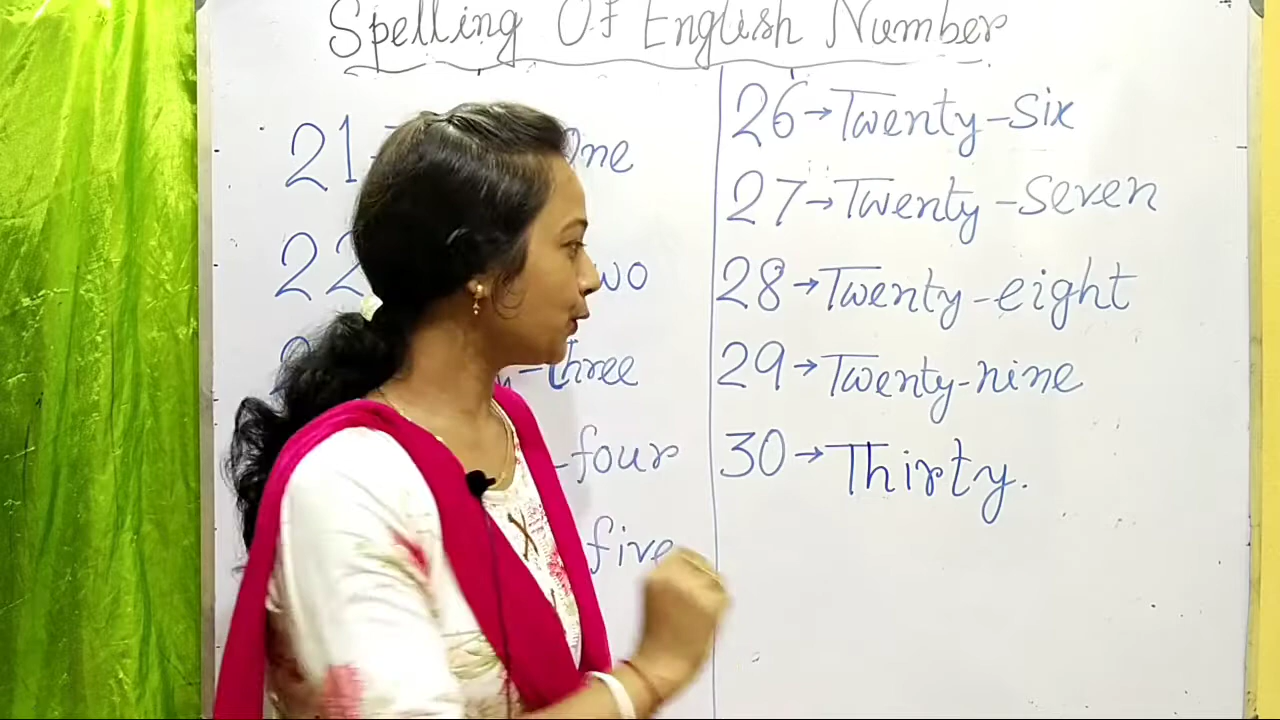 Spelling Of English Number
21 One
22 wo
-three
-four
five
26→Twenty-Six
27→Twenty-Seven
28→Twenty-eight
29→Twenty-nine
30→Thirty.